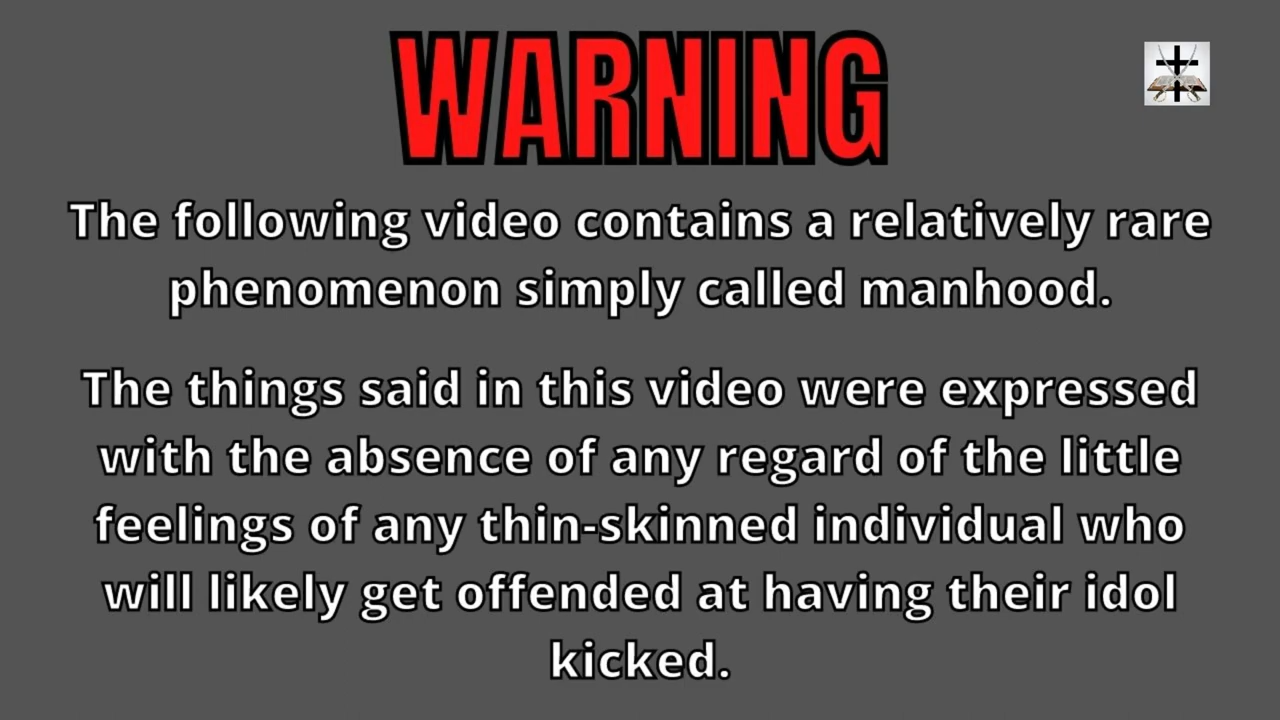 WARNING
The following video contains a relatively rare
phenomenon simply called manhood.
The things said in this video were expressed
with the absence of any regard of the little
feelings of any thin-skinned individual who
will likely get offended at having their idol
kicked.